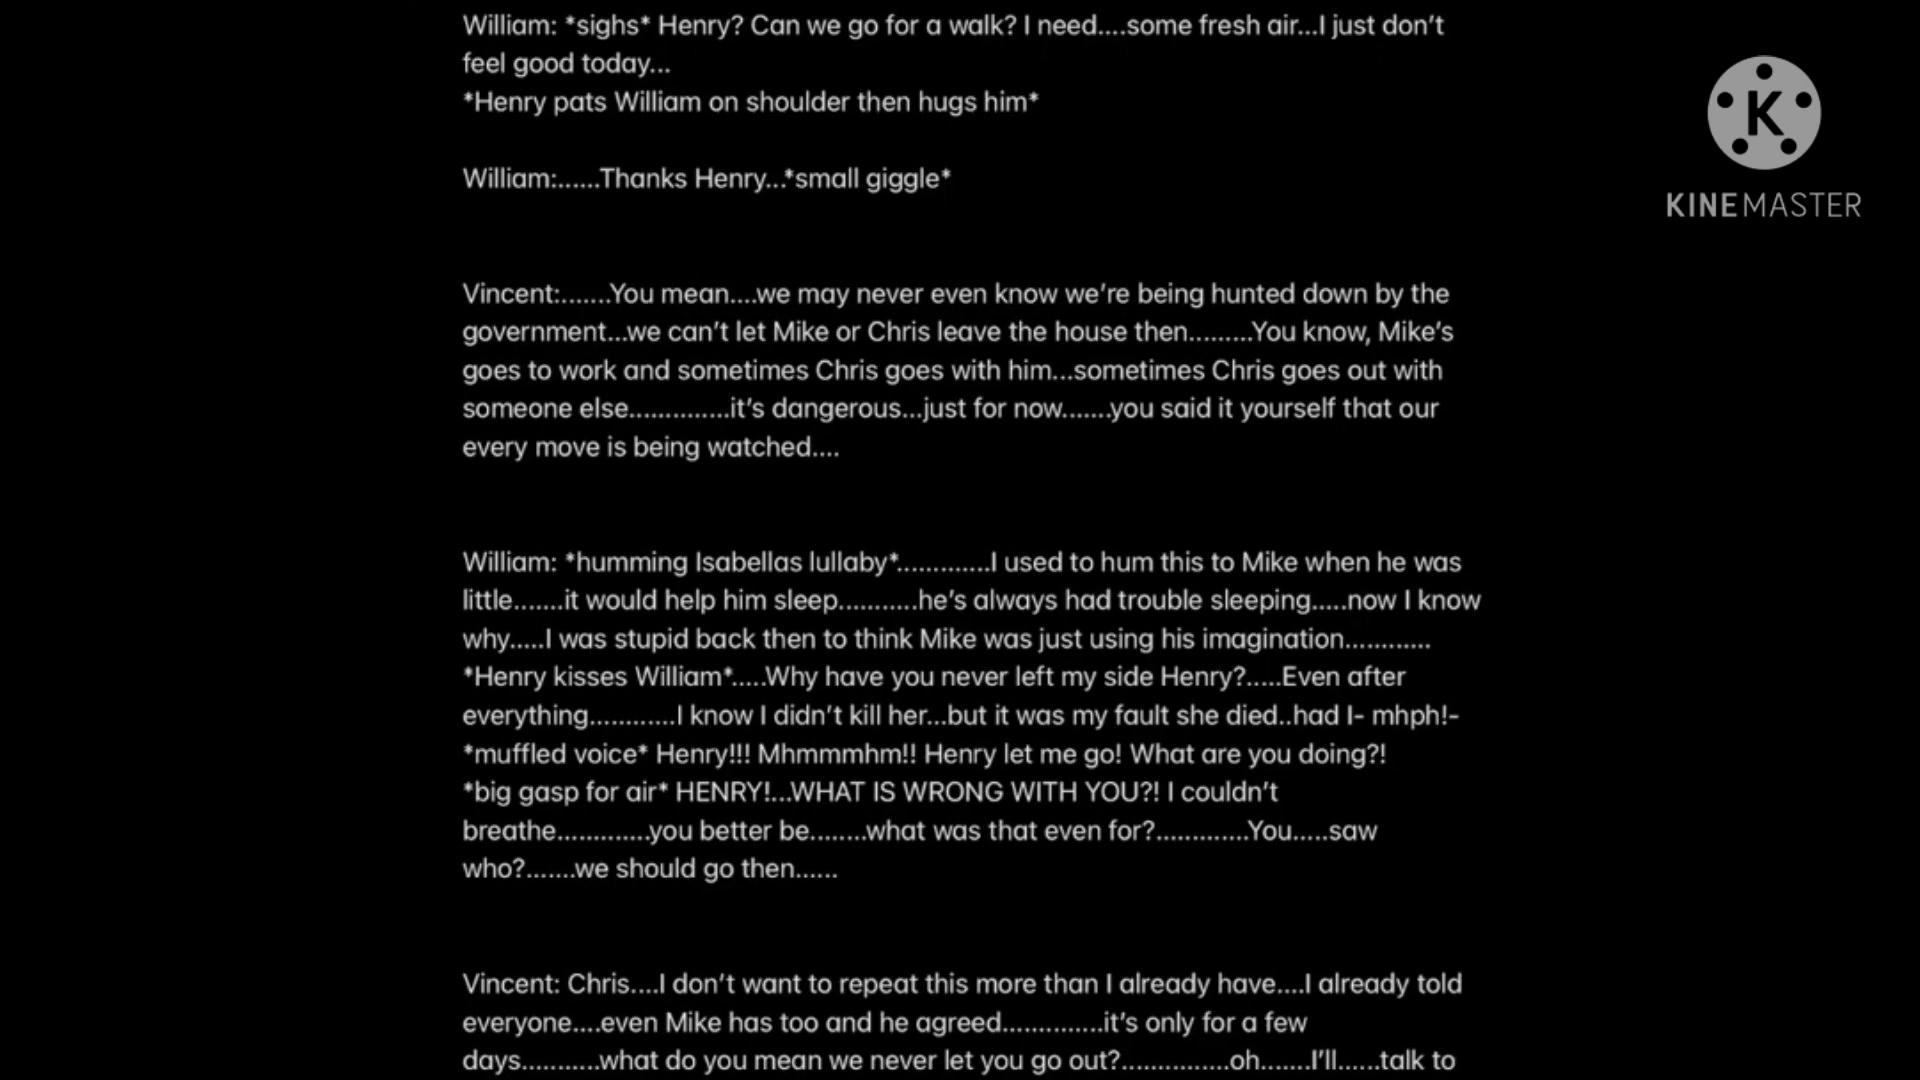 William: *sighs* Henry? Can we go for a walk? I need....some fresh air...I just don't
feel good today...
*Henry pats William on shoulder then hugs him*
William:......Thanks Henry...*small giggle*
Vincent:.......You mean....we may never even know we're being hunted down by the
government...we can't let Mike or Chris leave the house then.........You know, Mike's
goes to work and sometimes Chris goes with him...sometimes Chris goes out with
someone else..............it's dangerous...just for now.......you said it yourself that our
every move is being watched....
William: *humming Isabellas lullaby*.............I used to hum this to Mike when he was
little.......it would help him sleep...........he's always had trouble sleeping.....now I know
why.....I was stupid back then to think Mike was just using his imagination............
*Henry kisses William*.....Why have you never left my side Henry?.....Even after
everything............I know I didn't kill her...but it was my fault she died..had I- mhph!-
*muffled voice* Henry!!! Mhmmmhm!! Henry let me go! What are you doing?!
*big gasp for air* HENRY!...WHAT IS WRONG WITH YOU?! I couldn't
breathe.............you better be........what was that even for?.............You.....saw
who?.......we should go then......
Vincent: Chris....I don't want to repeat this more than I already have....I already told
everyone....even Mike has too and he agreed..............it's only for a few
days...........what do you mean we never let you go out?...............oh.......I'll......talk to
K
KINEMASTER